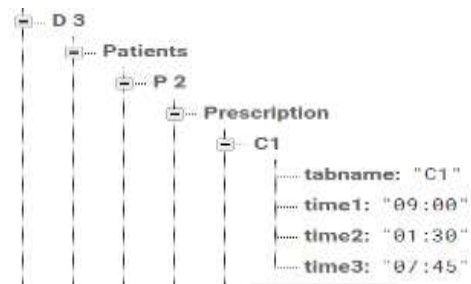 D 3
Patients
P 2
Prescription
C1
tabname: "C1"
time1: "09:00"
time2: "01:30"
time3: "07:45"